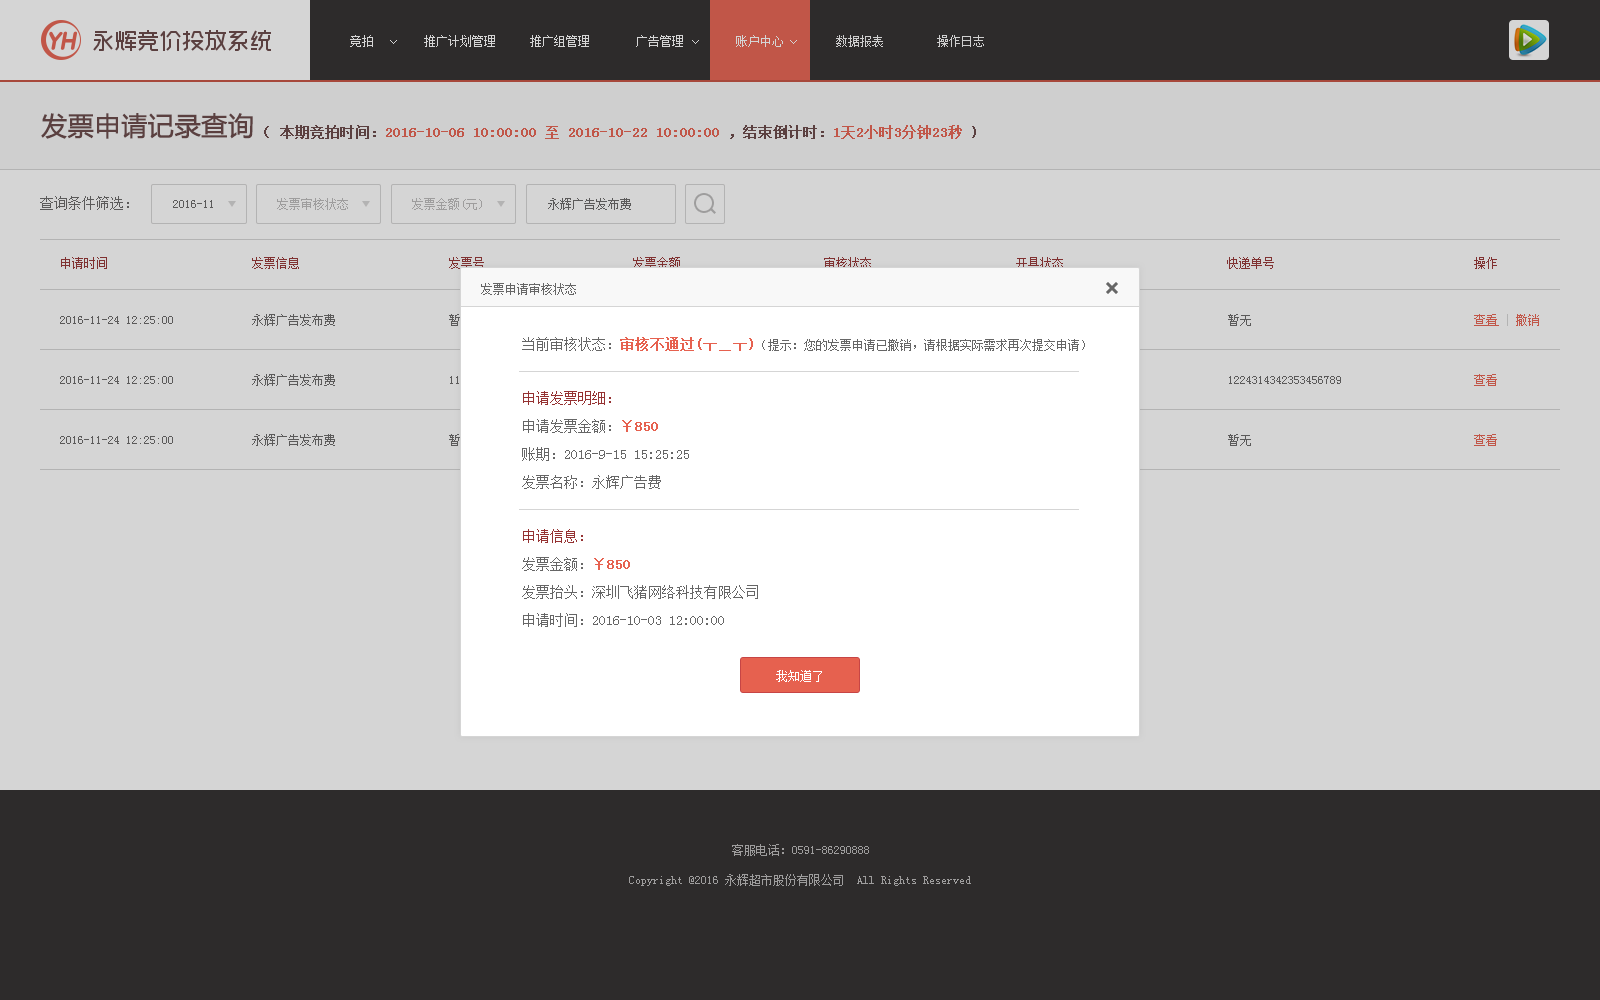 YH 永辉竞价投放系统
竞拍 推广计划管理 推广组管理 广告管理 账户中心 数据报表 操作日志
发票申请记录查询 ( 本期竞拍时间：2016-10-06 10:00:00 至 2016-10-22 10:00:00 ，结束倒计时：1天2小时3分钟23秒 )
查询条件筛选： 2016-11 发票审核状态 发票金额(元) 永辉广告发布费
申请时间 发票信息 发票号 发票金额 审核状态 开具状态 快递单号 操作
2016-11-24 12:25:00 永辉广告发布费 暂 暂无 查看 | 撤销
2016-11-24 12:25:00 永辉广告发布费 11 1224314342353456789 查看
2016-11-24 12:25:00 永辉广告发布费 暂 暂无 查看
发票申请审核状态
当前审核状态：审核不通过(┬＿┬)（提示：您的发票申请已撤销，请根据实际需求再次提交申请）
申请发票明细：
申请发票金额：￥850
账期：2016-9-15 15:25:25
发票名称：永辉广告费
申请信息：
发票金额：￥850
发票抬头：深圳飞猪网络科技有限公司
申请时间：2016-10-03 12:00:00
我知道了
客服电话：0591-86290888
Copyright @2016 永辉超市股份有限公司 All Rights Reserved